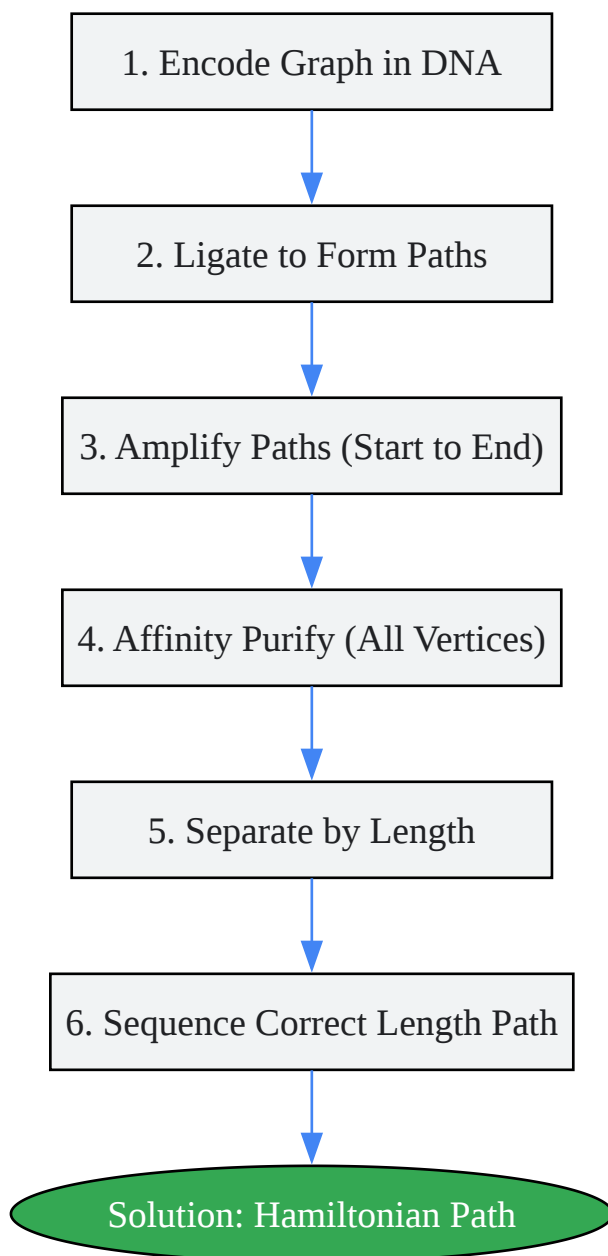 1. Encode Graph in DNA
2. Ligate to Form Paths
3. Amplify Paths (Start to End)
4. Affinity Purify (All Vertices)
5. Separate by Length
6. Sequence Correct Length Path
Solution: Hamiltonian Path